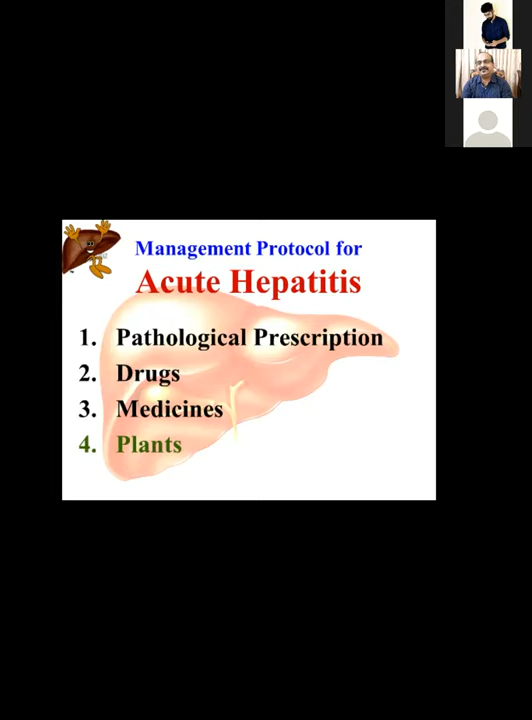 Management Protocol for
Acute Hepatitis
1. Pathological Prescription
2. Drugs
3. Medicines
4. Plants